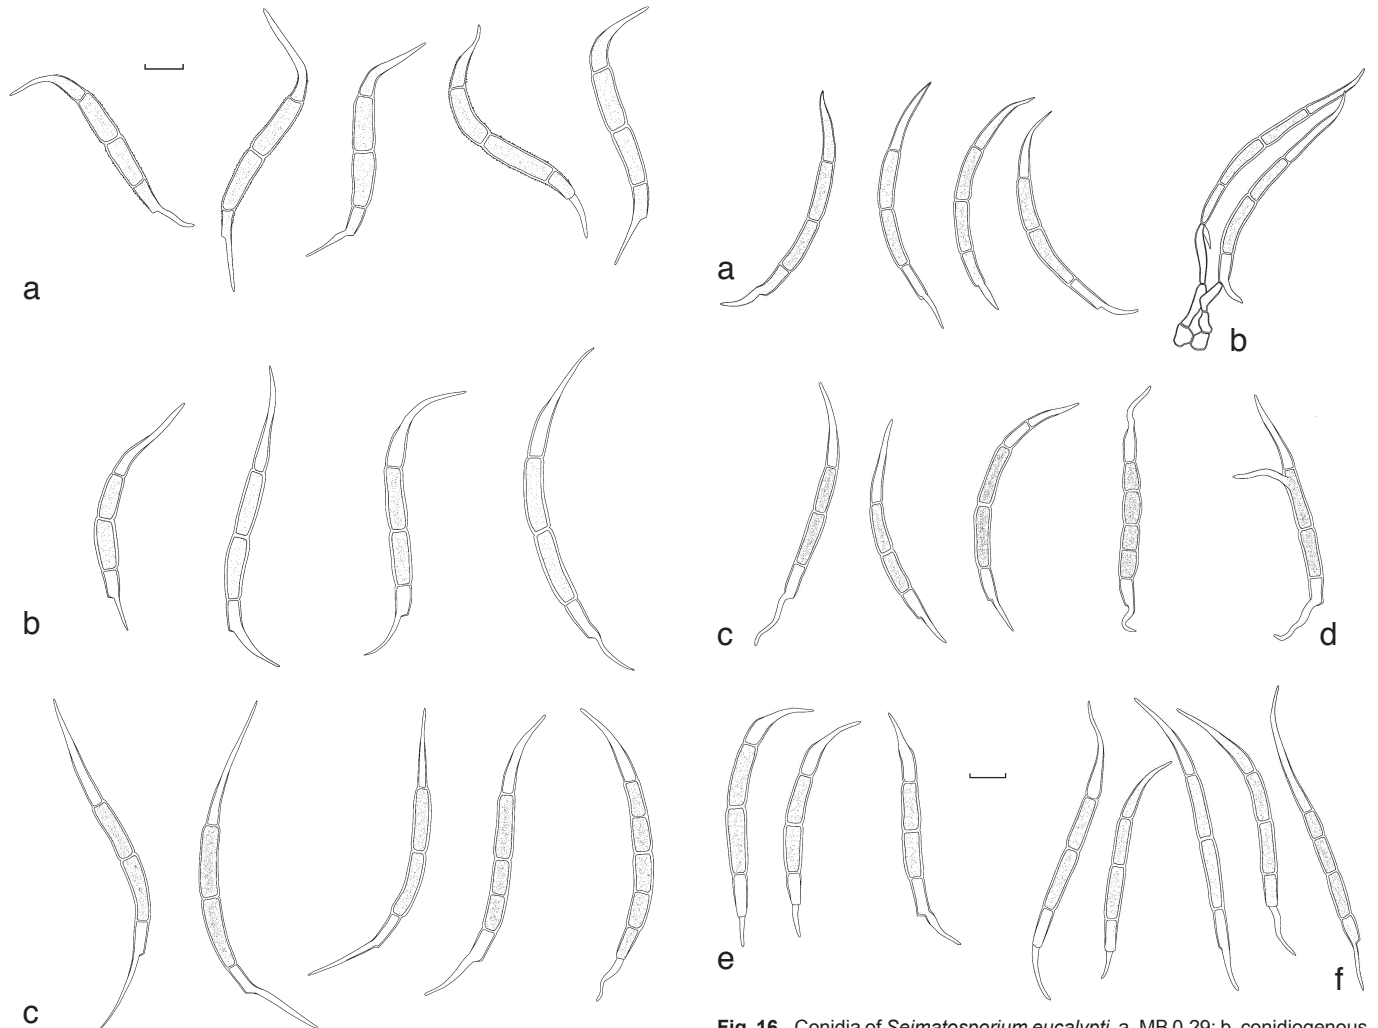 a
b
c
a
b
c
d
e
f
Fig. 16 Conidia of Seimatosporium eucalypti. a. MB 0.29; b. conidiogenous